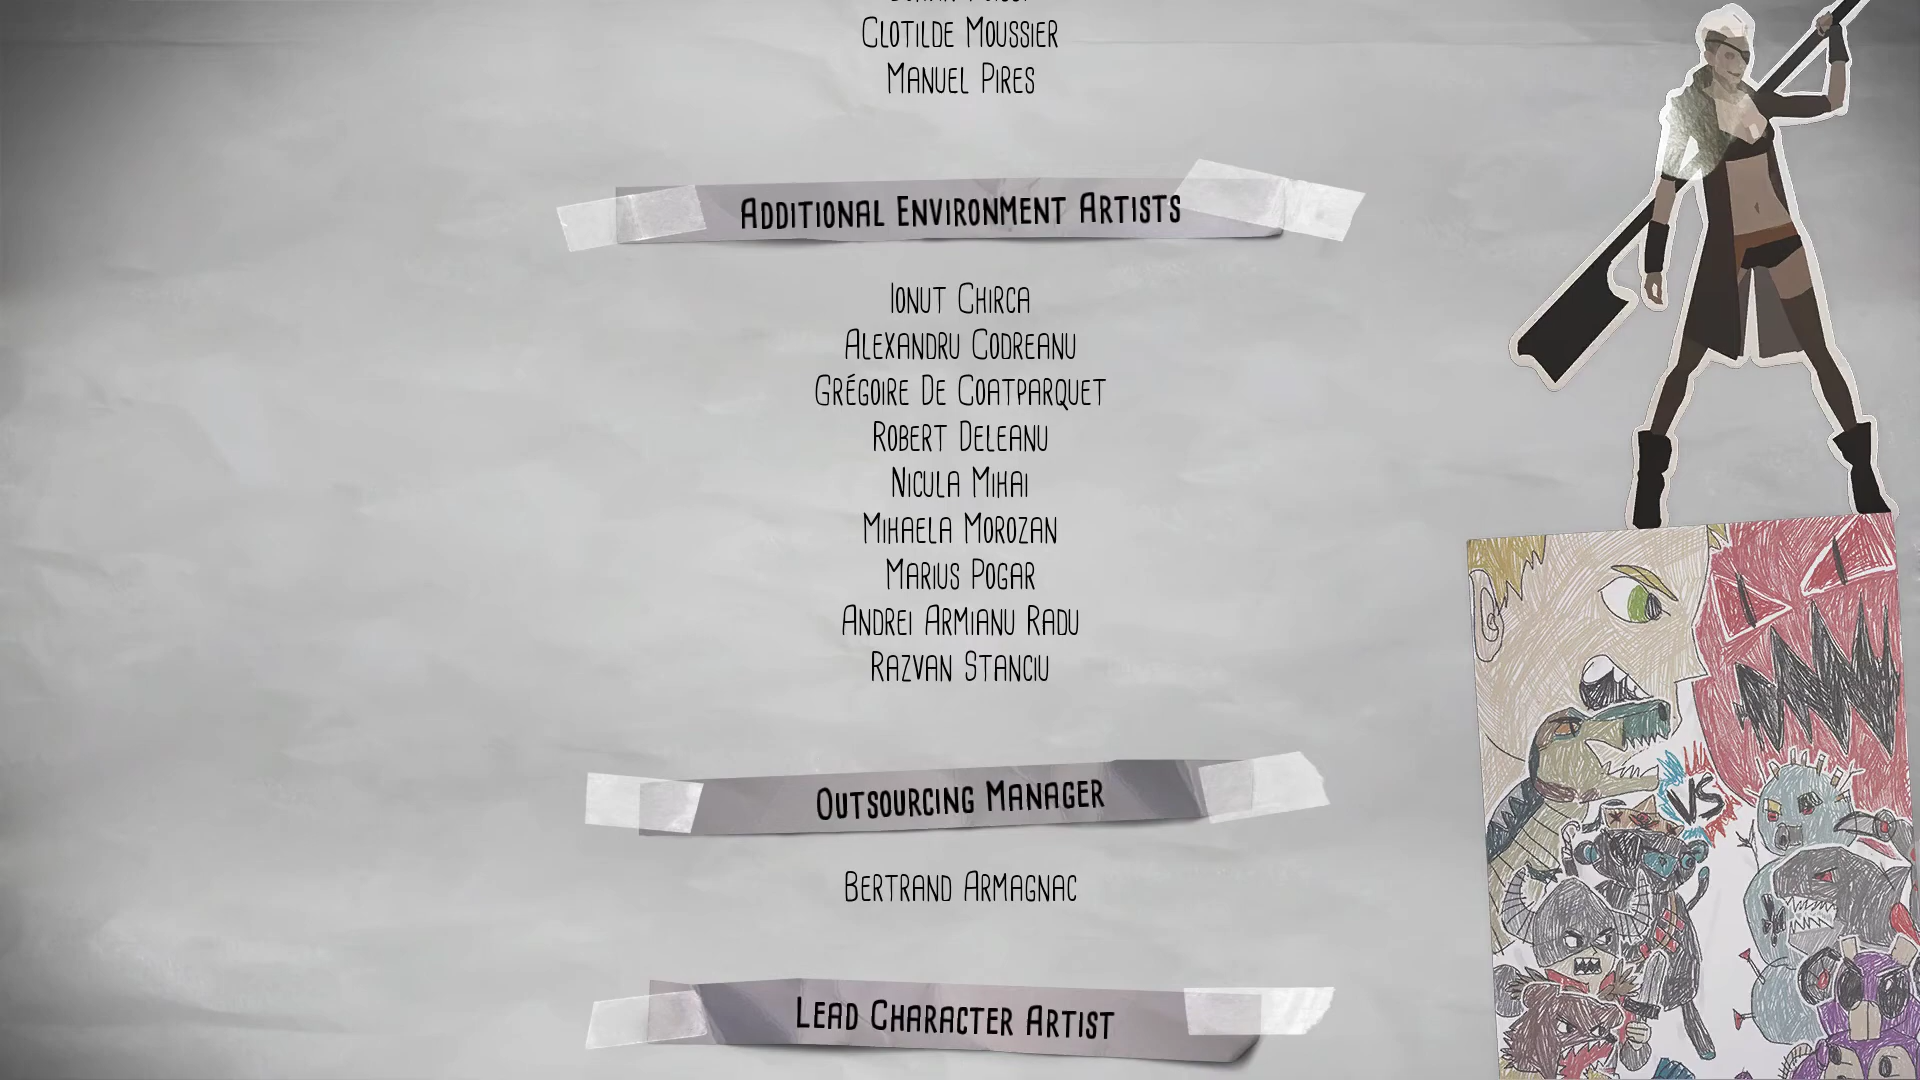 Clotilde Moussier
Manuel Pires
Additional Environment Artists
Ionut Chirca
Alexandru Codreanu
Grégoire De Coatparquet
Robert Deleanu
Nicula Mihai
Mihaela Morozan
Marius Pogar
Andrei Armianu Radu
Razvan Stanciu
Outsourcing Manager
Bertrand Armagnac
Lead Character Artist
VS